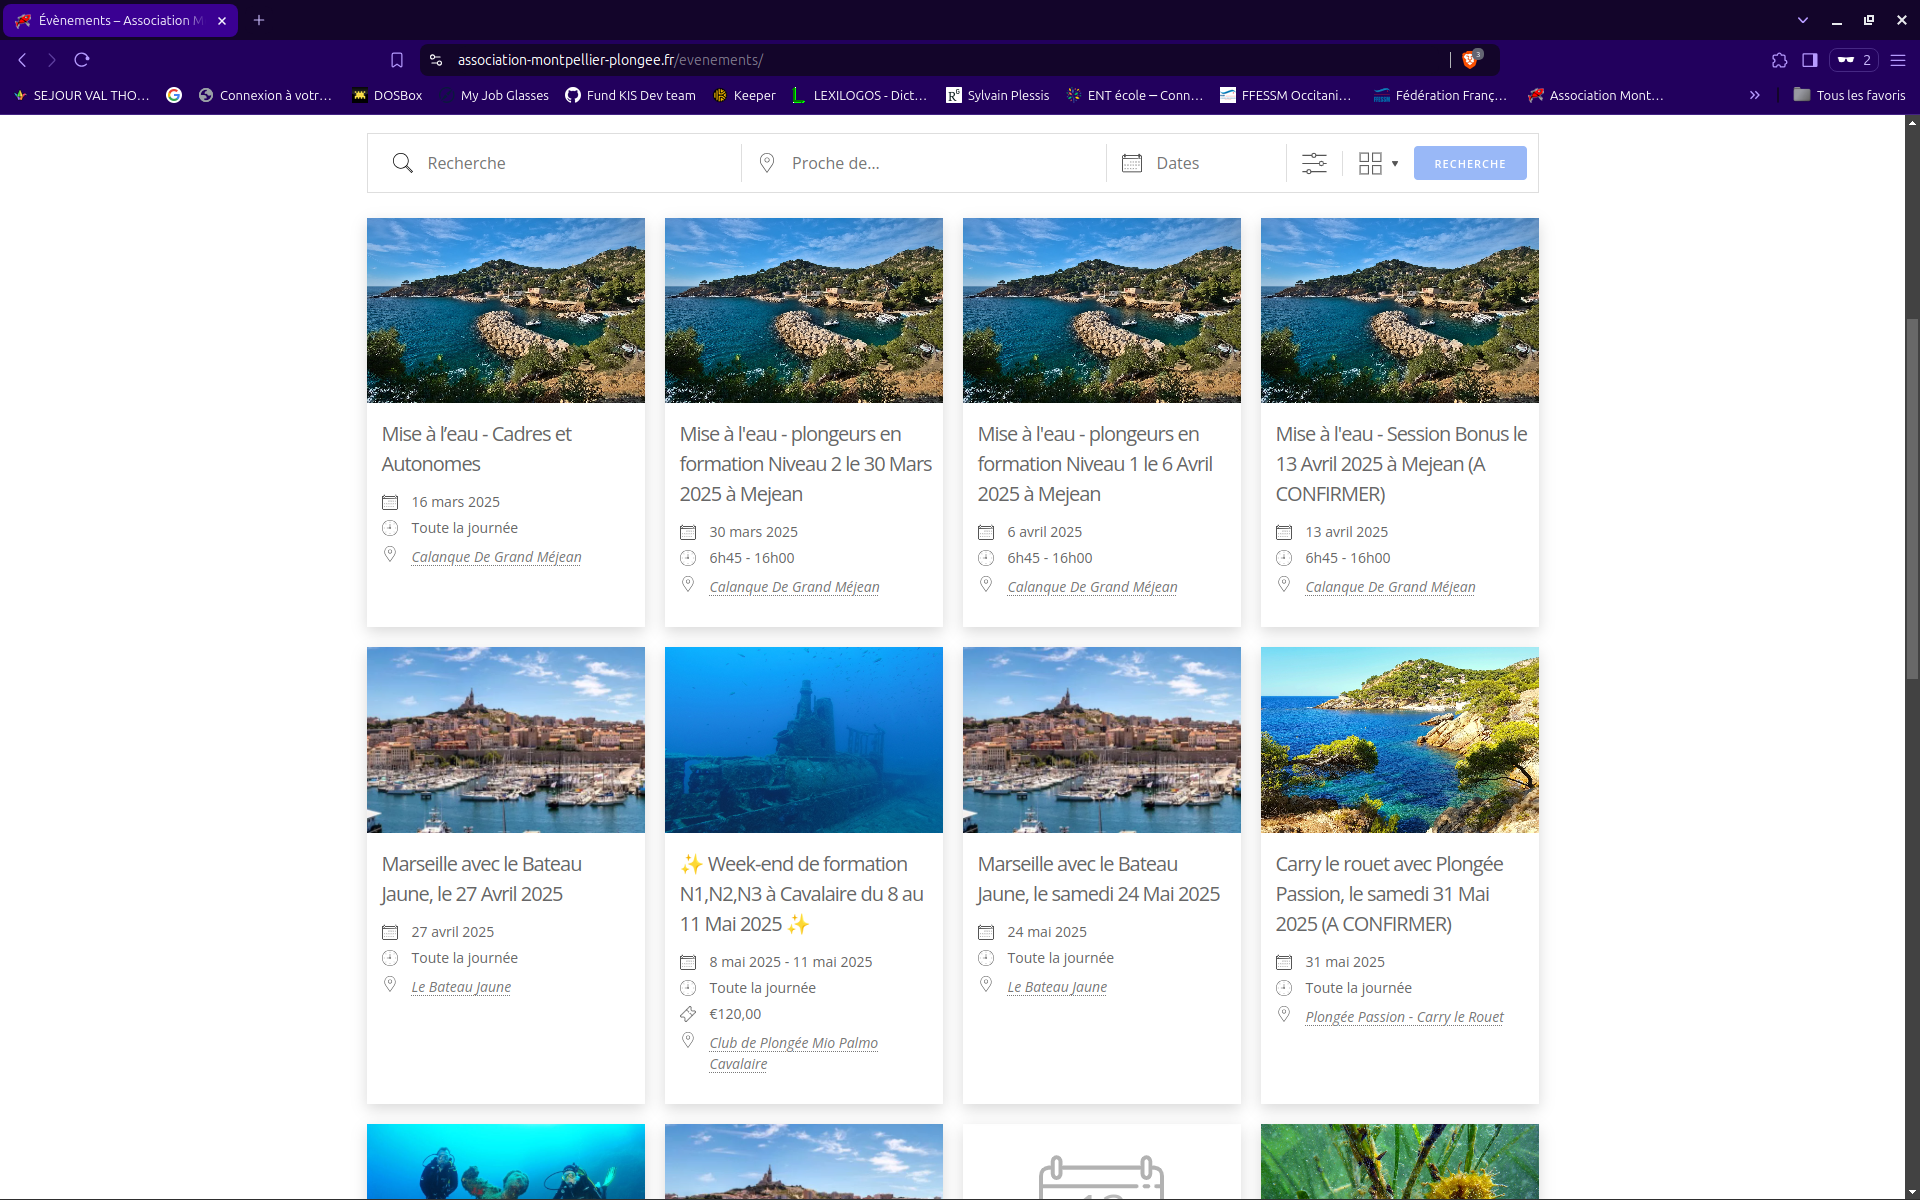 Évènements – Association M
association-montpellier-plongee.fr/evenements/
3
2
SEJOUR VAL THO...
Connexion à votr...
DOSBox
My Job Glasses
Fund KIS Dev team
Keeper
LEXILOGOS - Dict...
Sylvain Plessis
ENT école — Conn...
FFESSM Occitani...
Fédération Franç...
Association Mont...
Tous les favoris
Recherche
Proche de...
Dates
RECHERCHE
Mise à l’eau - Cadres et
Autonomes
16 mars 2025
Toute la journée
Calanque De Grand Méjean
Mise à l'eau - plongeurs en
formation Niveau 2 le 30 Mars
2025 à Mejean
30 mars 2025
6h45 - 16h00
Calanque De Grand Méjean
Mise à l'eau - plongeurs en
formation Niveau 1 le 6 Avril
2025 à Mejean
6 avril 2025
6h45 - 16h00
Calanque De Grand Méjean
Mise à l'eau - Session Bonus le
13 Avril 2025 à Mejean (A
CONFIRMER)
13 avril 2025
6h45 - 16h00
Calanque De Grand Méjean
Marseille avec le Bateau
Jaune, le 27 Avril 2025
27 avril 2025
Toute la journée
Le Bateau Jaune
✨ Week-end de formation
N1,N2,N3 à Cavalaire du 8 au
11 Mai 2025 ✨
8 mai 2025 - 11 mai 2025
Toute la journée
€120,00
Club de Plongée Mio Palmo
Cavalaire
Marseille avec le Bateau
Jaune, le samedi 24 Mai 2025
24 mai 2025
Toute la journée
Le Bateau Jaune
Carry le rouet avec Plongée
Passion, le samedi 31 Mai
2025 (A CONFIRMER)
31 mai 2025
Toute la journée
Plongée Passion - Carry le Rouet